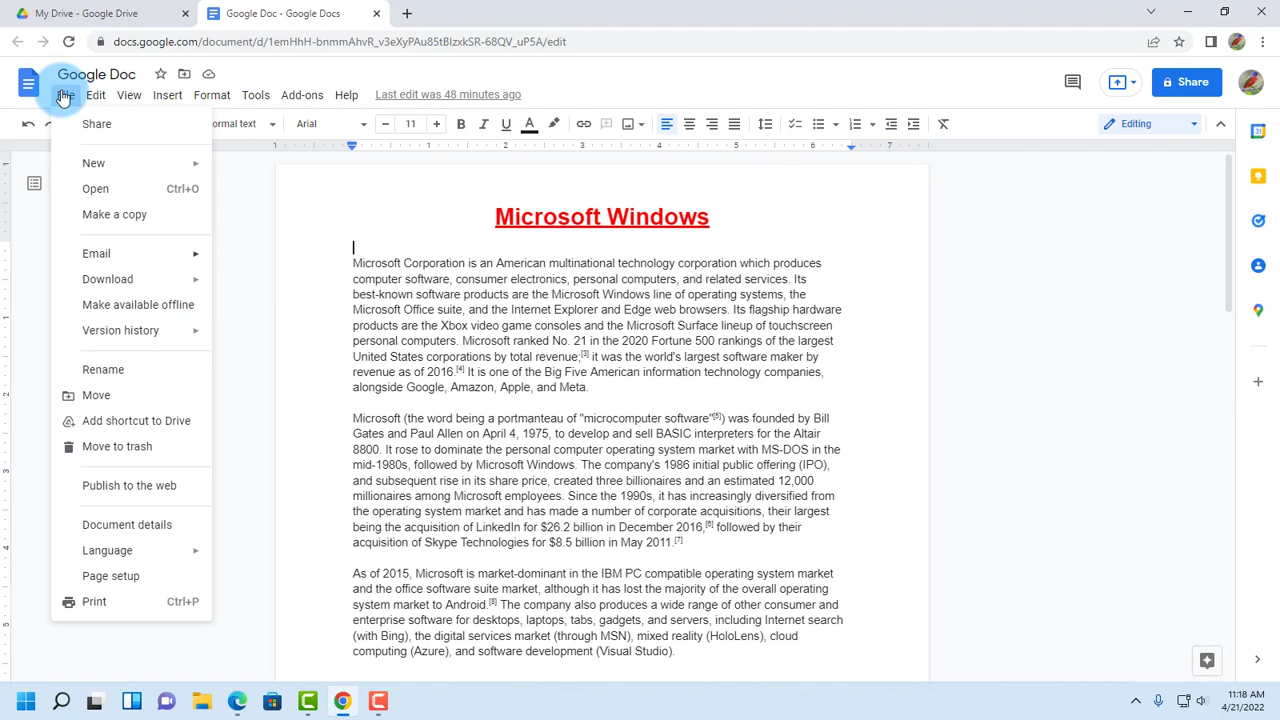 My Drive - Google Drive
Google Doc - Google Docs
docs.google.com/document/d/1emHhH-bnmmAhvR_v3eXyPAu85tBIzxkSR-68QV_uP5A/edit
Google Doc
Edit View Insert Format Tools Add-ons Help Last edit was 48 minutes ago
Share
ormal text Arial 11 Editing
Share
New
Open Ctrl+O
Make a copy
Email
Download
Make available offline
Version history
Rename
Move
Add shortcut to Drive
Move to trash
Publish to the web
Document details
Language
Page setup
Print Ctrl+P
1 1 2 3 4 5 6 7
Microsoft Windows
Microsoft Corporation is an American multinational technology corporation which produces
computer software, consumer electronics, personal computers, and related services. Its
best-known software products are the Microsoft Windows line of operating systems, the
Microsoft Office suite, and the Internet Explorer and Edge web browsers. Its flagship hardware
products are the Xbox video game consoles and the Microsoft Surface lineup of touchscreen
personal computers. Microsoft ranked No. 21 in the 2020 Fortune 500 rankings of the largest
United States corporations by total revenue;[3] it was the world's largest software maker by
revenue as of 2016.[4] It is one of the Big Five American information technology companies,
alongside Google, Amazon, Apple, and Meta.
Microsoft (the word being a portmanteau of "microcomputer software"[5]) was founded by Bill
Gates and Paul Allen on April 4, 1975, to develop and sell BASIC interpreters for the Altair
8800. It rose to dominate the personal computer operating system market with MS-DOS in the
mid-1980s, followed by Microsoft Windows. The company's 1986 initial public offering (IPO),
and subsequent rise in its share price, created three billionaires and an estimated 12,000
millionaires among Microsoft employees. Since the 1990s, it has increasingly diversified from
the operating system market and has made a number of corporate acquisitions, their largest
being the acquisition of LinkedIn for $26.2 billion in December 2016,[6] followed by their
acquisition of Skype Technologies for $8.5 billion in May 2011.[7]
As of 2015, Microsoft is market-dominant in the IBM PC compatible operating system market
and the office software suite market, although it has lost the majority of the overall operating
system market to Android.[8] The company also produces a wide range of other consumer and
enterprise software for desktops, laptops, tabs, gadgets, and servers, including Internet search
(with Bing), the digital services market (through MSN), mixed reality (HoloLens), cloud
computing (Azure), and software development (Visual Studio).
11:18 AM
4/21/2022